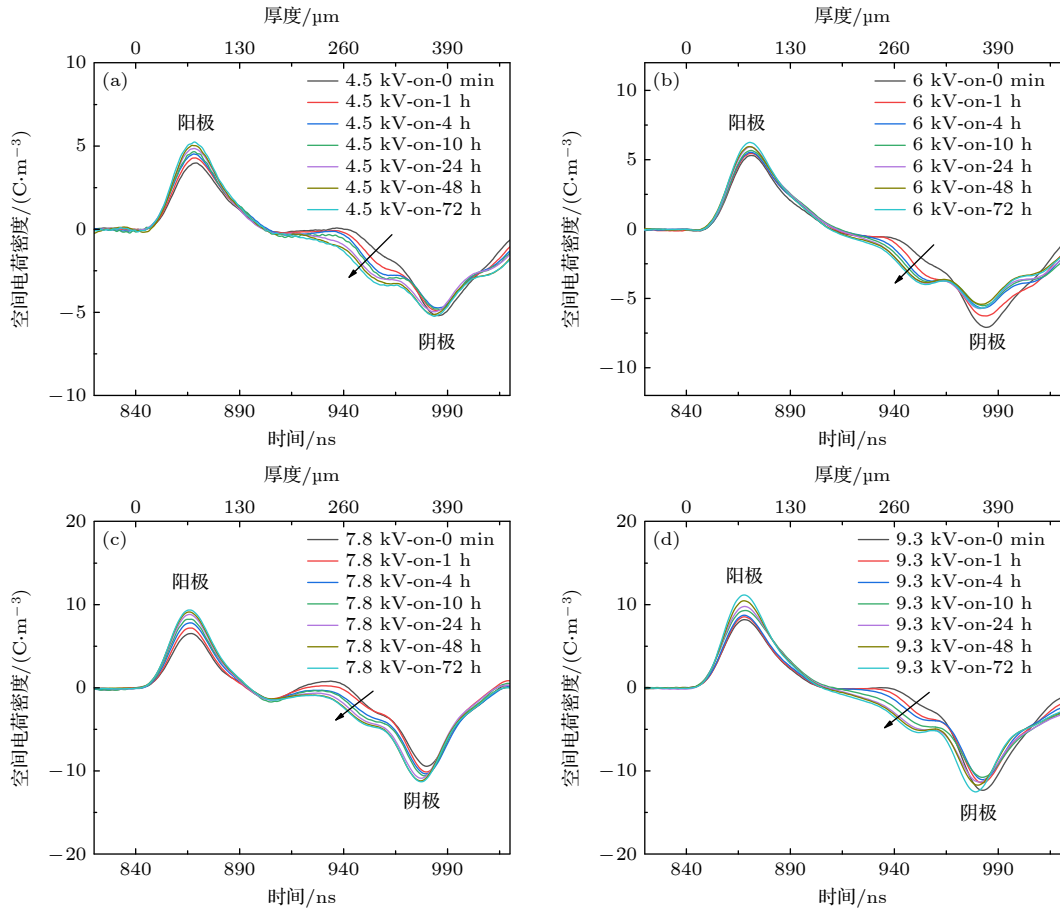 厚度/µm
0 130 260 390
(a)
4.5 kV-on-0 min
4.5 kV-on-1 h
4.5 kV-on-4 h
4.5 kV-on-10 h
4.5 kV-on-24 h
4.5 kV-on-48 h
4.5 kV-on-72 h
阳极
阴极
10
5
0
−5
−10
空间电荷密度/(C·m−3)
840 890 940 990
时间/ns
厚度/µm
0 130 260 390
(b)
6 kV-on-0 min
6 kV-on-1 h
6 kV-on-4 h
6 kV-on-10 h
6 kV-on-24 h
6 kV-on-48 h
6 kV-on-72 h
阳极
阴极
10
5
0
−5
−10
空间电荷密度/(C·m−3)
840 890 940 990
时间/ns
厚度/µm
0 130 260 390
(c)
7.8 kV-on-0 min
7.8 kV-on-1 h
7.8 kV-on-4 h
7.8 kV-on-10 h
7.8 kV-on-24 h
7.8 kV-on-48 h
7.8 kV-on-72 h
阳极
阴极
20
10
0
−10
−20
空间电荷密度/(C·m−3)
840 890 940 990
时间/ns
厚度/µm
0 130 260 390
(d)
9.3 kV-on-0 min
9.3 kV-on-1 h
9.3 kV-on-4 h
9.3 kV-on-10 h
9.3 kV-on-24 h
9.3 kV-on-48 h
9.3 kV-on-72 h
阳极
阴极
20
10
0
−10
−20
空间电荷密度/(C·m−3)
840 890 940 990
时间/ns